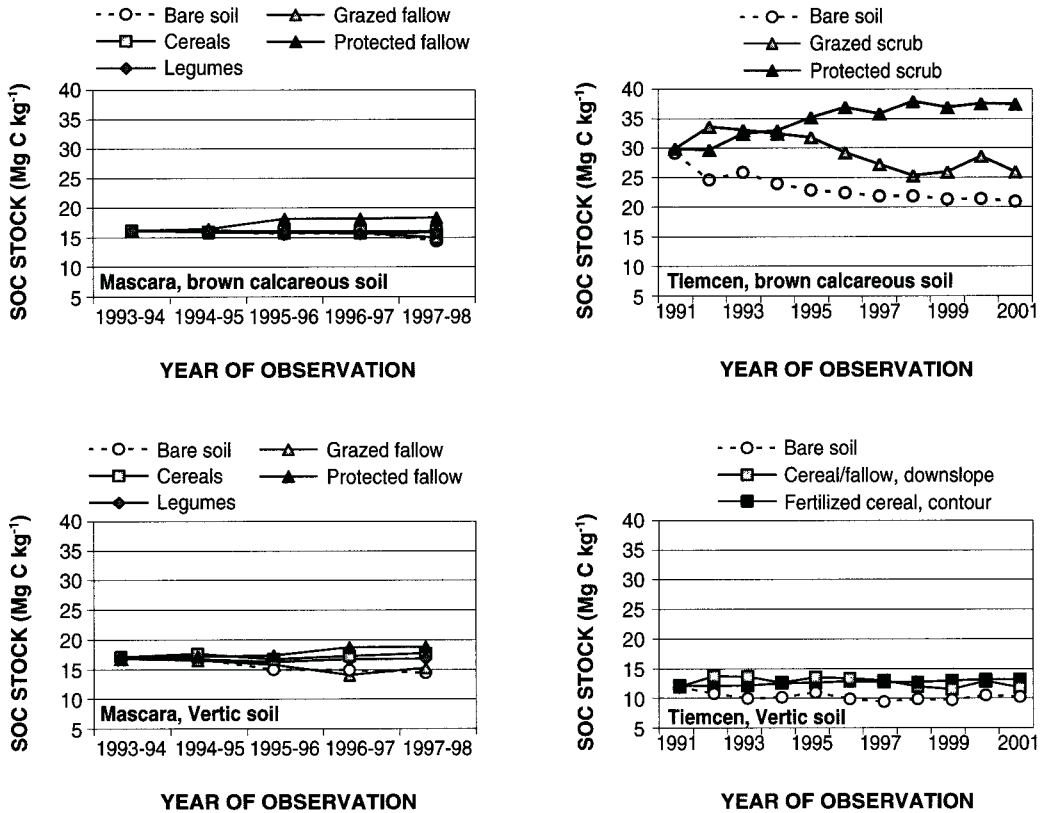 Bare soil
Grazed fallow
Cereals
Protected fallow
Legumes
SOC STOCK (Mg C kg-1)
40
35
30
25
20
15
10
5
Mascara, brown calcareous soil
1993-94 1994-95 1995-96 1996-97 1997-98
YEAR OF OBSERVATION
Bare soil
Grazed scrub
Protected scrub
SOC STOCK (Mg C kg-1)
40
35
30
25
20
15
10
5
Tlemcen, brown calcareous soil
1991 1993 1995 1997 1999 2001
YEAR OF OBSERVATION
Bare soil
Grazed fallow
Cereals
Protected fallow
Legumes
SOC STOCK (Mg C kg-1)
40
35
30
25
20
15
10
5
Mascara, Vertic soil
1993-94 1994-95 1995-96 1996-97 1997-98
YEAR OF OBSERVATION
Bare soil
Cereal/fallow, downslope
Fertilized cereal, contour
SOC STOCK (Mg C kg-1)
40
35
30
25
20
15
10
5
Tlemcen, Vertic soil
1991 1993 1995 1997 1999 2001
YEAR OF OBSERVATION